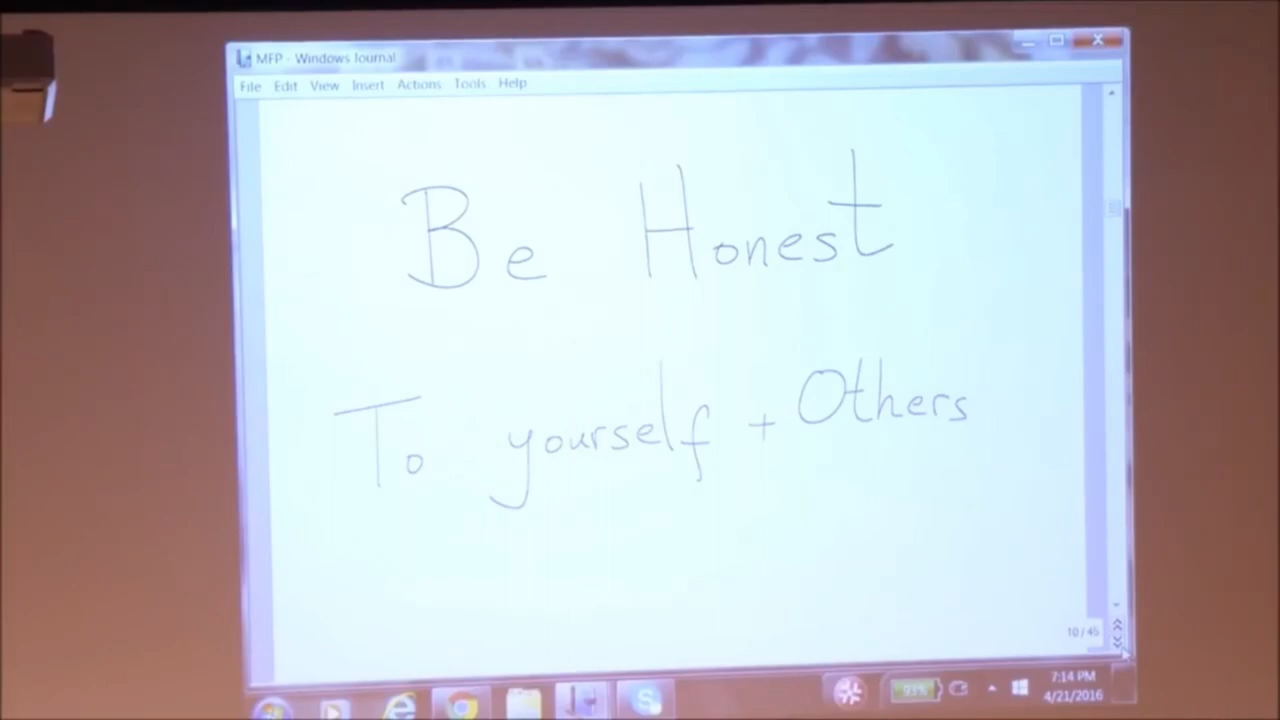 MFP - Windows Journal
File Edit View Insert Actions Tools Help
Be Honest
To yourself + Others
10 / 45
93%
7:14 PM
4/21/2016